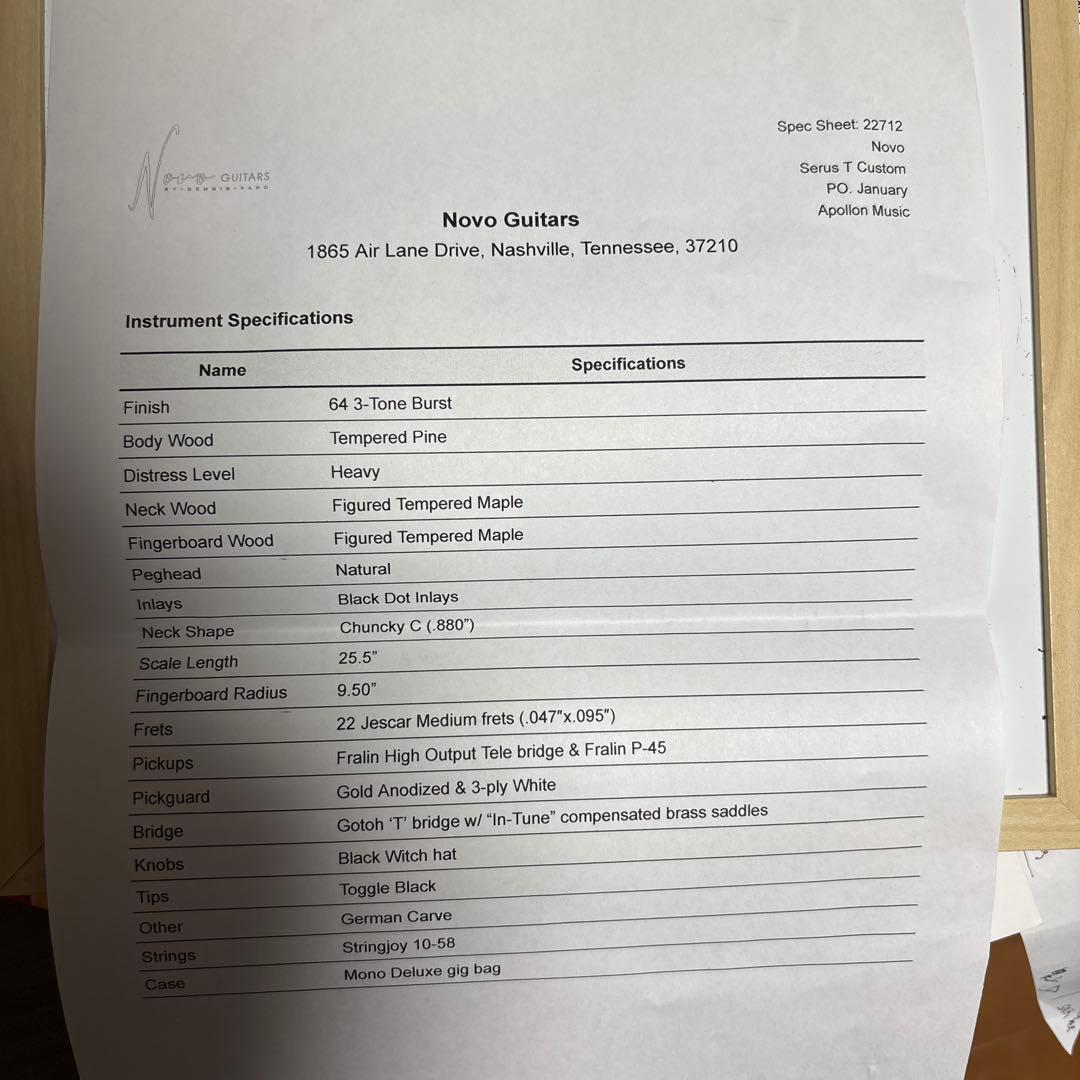 Novo GUITARS
BY•DENNIS•FANO
Spec Sheet: 22712
Novo
Serus T Custom
PO. January
Apollon Music
Novo Guitars
1865 Air Lane Drive, Nashville, Tennessee, 37210
Instrument Specifications
Name Specifications
Finish 64 3-Tone Burst
Body Wood Tempered Pine
Distress Level Heavy
Neck Wood Figured Tempered Maple
Fingerboard Wood Figured Tempered Maple
Peghead Natural
Inlays Black Dot Inlays
Neck Shape Chuncky C (.880”)
Scale Length 25.5”
Fingerboard Radius 9.50”
Frets 22 Jescar Medium frets (.047"x.095")
Pickups Fralin High Output Tele bridge & Fralin P-45
Pickguard Gold Anodized & 3-ply White
Bridge Gotoh ‘T’ bridge w/ “In-Tune” compensated brass saddles
Knobs Black Witch hat
Tips Toggle Black
Other German Carve
Strings Stringjoy 10-58
Case Mono Deluxe gig bag